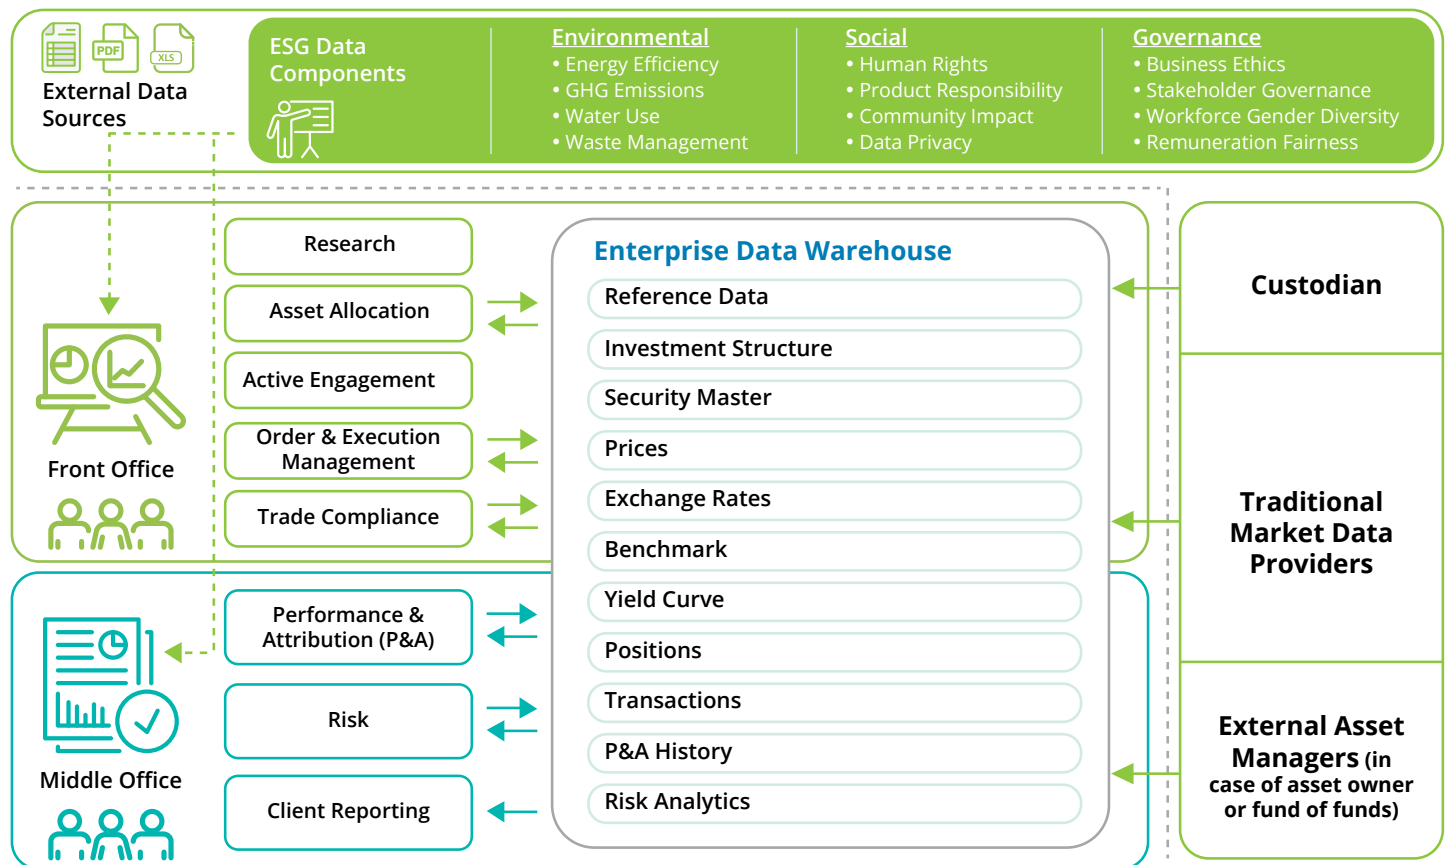 PDF
XLS
External Data
Sources
ESG Data
Components
Environmental
• Energy Efficiency
• GHG Emissions
• Water Use
• Waste Management
Social
• Human Rights
• Product Responsibility
• Community Impact
• Data Privacy
Governance
• Business Ethics
• Stakeholder Governance
• Workforce Gender Diversity
• Remuneration Fairness
Front Office
Research
Asset Allocation
Active Engagement
Order & Execution
Management
Trade Compliance
Middle Office
Performance &
Attribution (P&A)
Risk
Client Reporting
Enterprise Data Warehouse
Reference Data
Investment Structure
Security Master
Prices
Exchange Rates
Benchmark
Yield Curve
Positions
Transactions
P&A History
Risk Analytics
Custodian
Traditional
Market Data
Providers
External Asset
Managers (in
case of asset owner
or fund of funds)